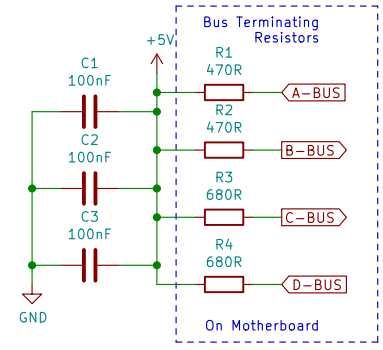 Bus Terminating
Resistors
+5V
C1
100nF
R1
470R
A-BUS
R2
470R
B-BUS
C2
100nF
R3
680R
C-BUS
C3
100nF
R4
680R
D-BUS
GND
On Motherboard